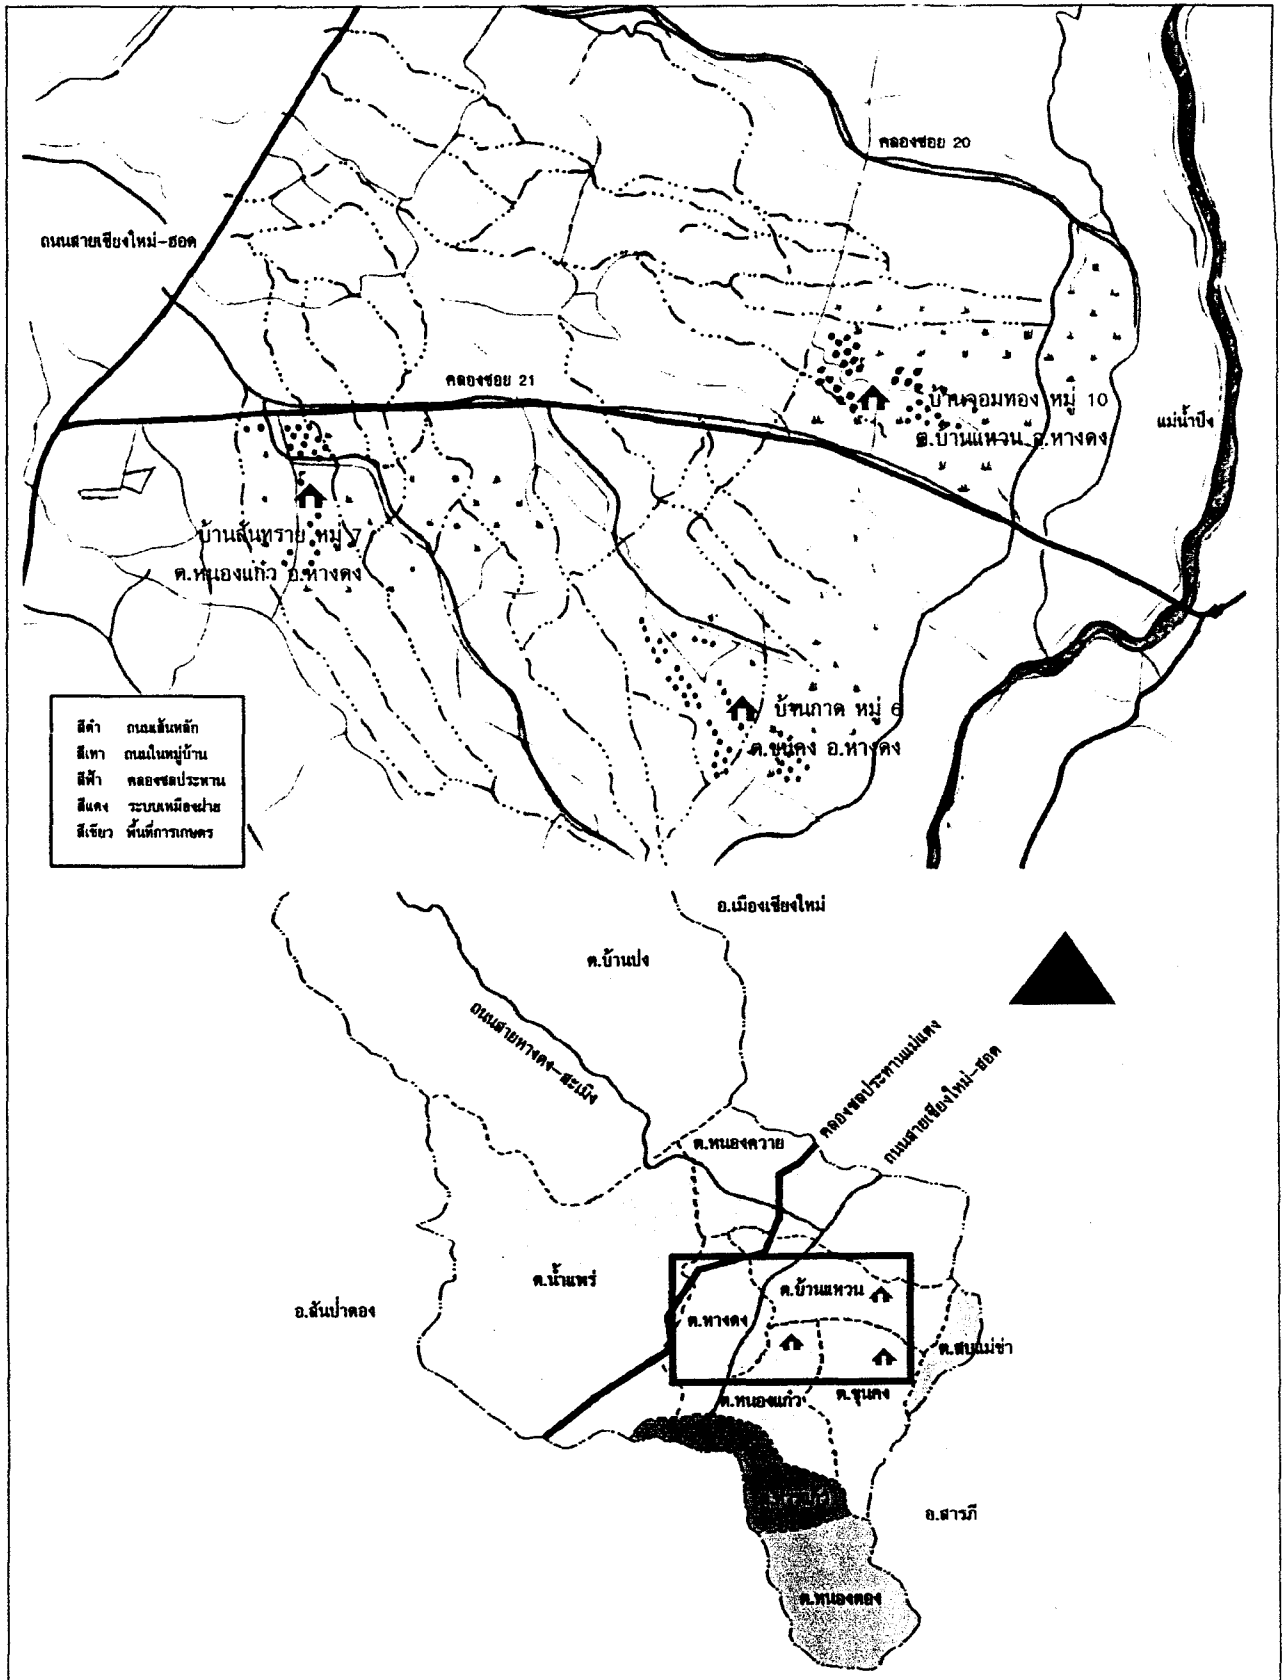 คลองซอย 20
ถนนสายเชียงใหม่-ฮอด
คลองซอย 21
บ้านจอมทอง หมู่ 10
ต.บ้านแหวน อ.หางดง
แม่น้ำปิง
บ้านสันทราย หมู่ 7
ต.หนองแก๋ว อ.หางดง
บ้านกาด หมู่ 6
ต.ขุนคง อ.หางดง
สีดำ ถนนเส้นหลัก
สีเทา ถนนในหมู่บ้าน
สีฟ้า คลองชลประทาน
สีแดง ระบบเหมืองฝาย
สีเขียว พื้นที่การเกษตร
อ.เมืองเชียงใหม่
ต.บ้านปง
ถนนสายหางดง-สะเมิง
คลองชลประทานแม่แตง
ถนนสายเชียงใหม่-ฮอด
ต.หนองควาย
ต.น้ำแพร่
ต.บ้านแหวน
อ.สันป่าตอง
ต.หางดง
ต.สบแม่ข่า
ต.หนองแก๋ว
ต.ขุนคง
อ.สารภี
ต.หนองตอง